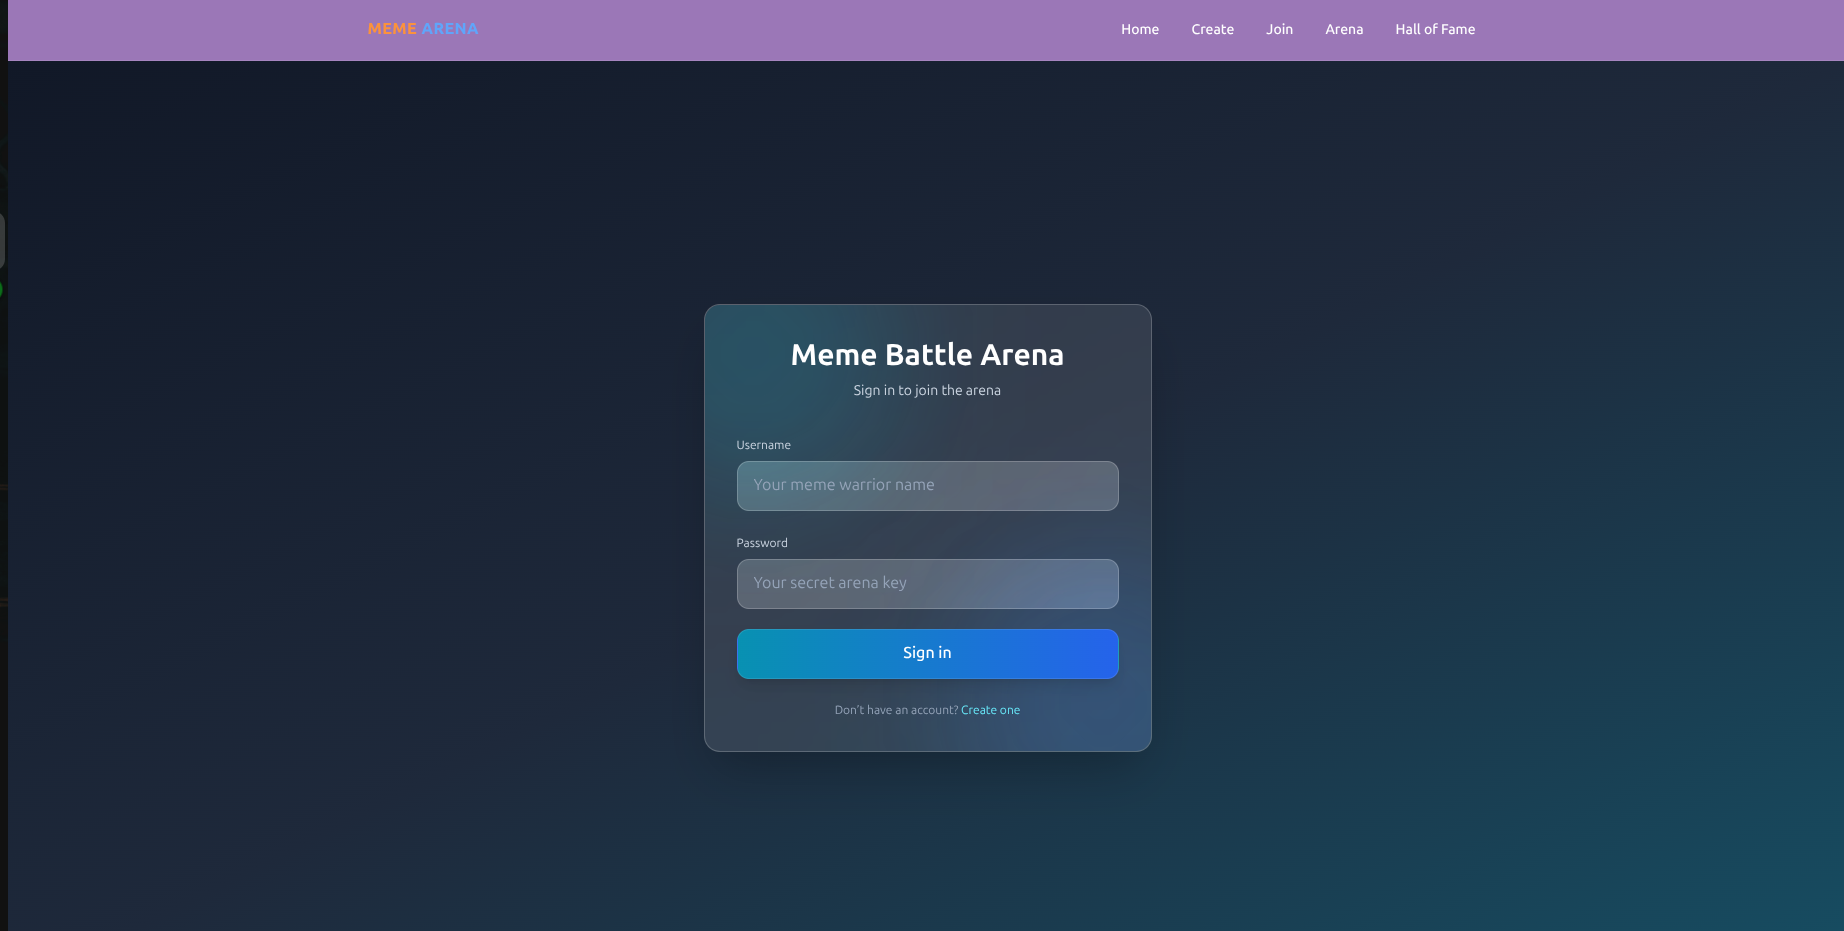 MEME ARENA
Home Create Join Arena Hall of Fame
Meme Battle Arena
Sign in to join the arena
Username
Your meme warrior name
Password
Your secret arena key
Sign in
Don't have an account? Create one